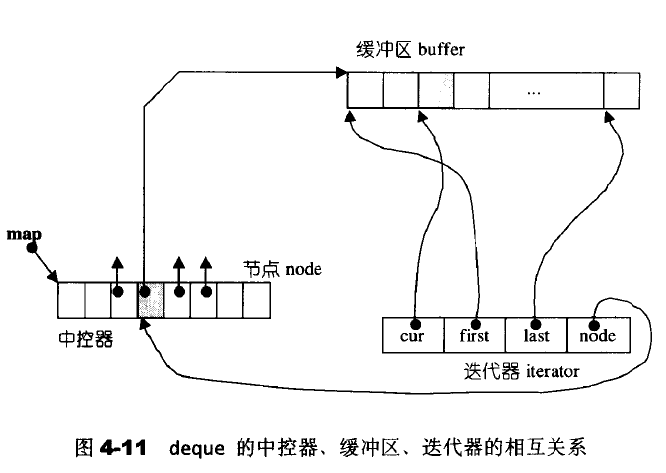 缓冲区 buffer
...
map
节点 node
中控器
cur first last node
迭代器 iterator
图 4-11 deque 的中控器、缓冲区、迭代器的相互关系